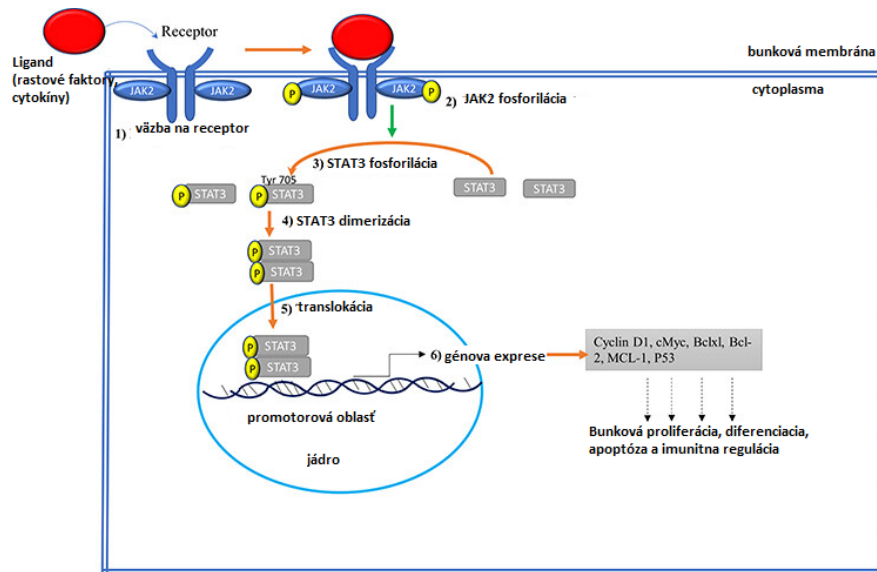 Receptor
Ligand
(rastové faktory,
cytokíny)
bunková membrána
cytoplasma
JAK2
JAK2
P
JAK2
JAK2
P
1) väzba na receptor
2) JAK2 fosforilácia
3) STAT3 fosforilácia
Tyr 705
P
STAT3
P
STAT3
STAT3
STAT3
4) STAT3 dimerizácia
P
STAT3
P
STAT3
5) translokácia
P
STAT3
P
STAT3
6) génova exprese
Cyclin D1, cMyc, Bclxl, Bcl-
2, MCL-1, P53
promotorová oblasť
jádro
Bunková proliferácia, diferenciacia,
apoptóza a imunitna regulácia